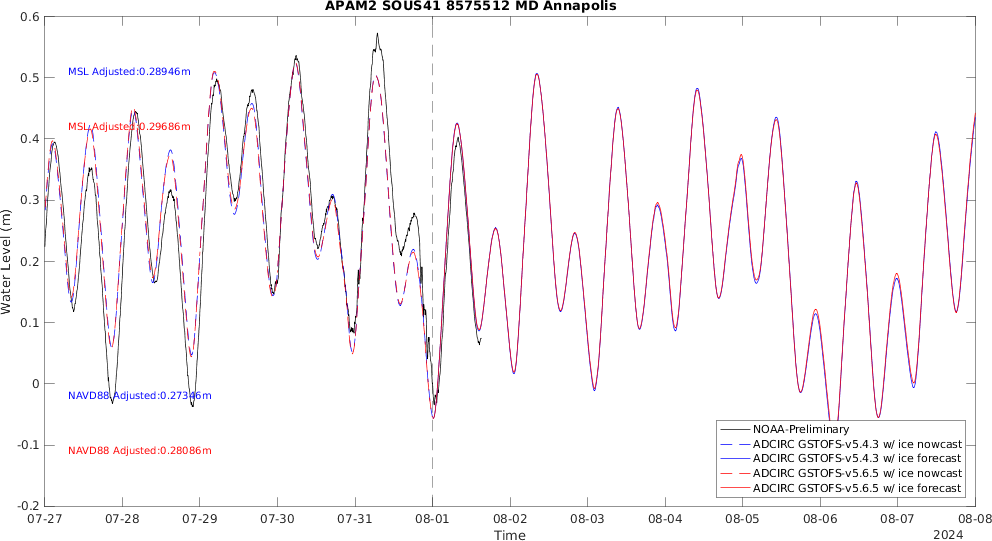 APAM2 SOUS41 8575512 MD Annapolis
0.6
0.5
0.4
0.3
0.2
0.1
0
-0.1
-0.2
Water Level (m)
MSL Adjusted:0.28946m
MSL Adjusted:0.29686m
NAVD88 Adjusted:0.27346m
NAVD88 Adjusted:0.28086m
NOAA-Preliminary
ADCIRC GSTOFS-v5.4.3 w/ ice nowcast
ADCIRC GSTOFS-v5.4.3 w/ ice forecast
ADCIRC GSTOFS-v5.6.5 w/ ice nowcast
ADCIRC GSTOFS-v5.6.5 w/ ice forecast
07-27 07-28 07-29 07-30 07-31 08-01 08-02 08-03 08-04 08-05 08-06 08-07 08-08
Time
2024